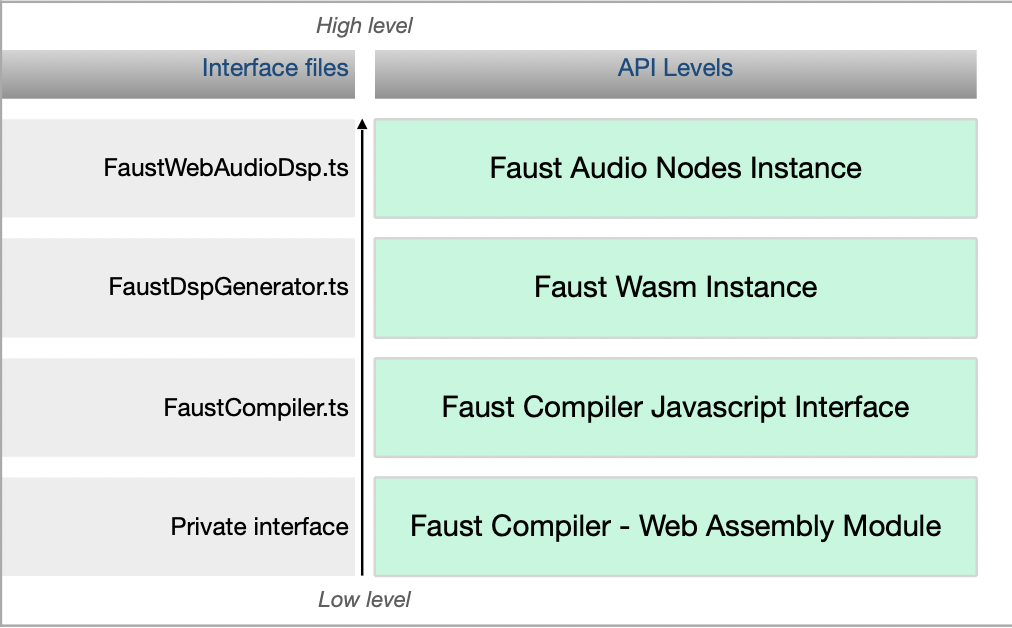 High level
Interface files
API Levels
FaustWebAudioDsp.ts
Faust Audio Nodes Instance
FaustDspGenerator.ts
Faust Wasm Instance
FaustCompiler.ts
Faust Compiler Javascript Interface
Private interface
Faust Compiler - Web Assembly Module
Low level